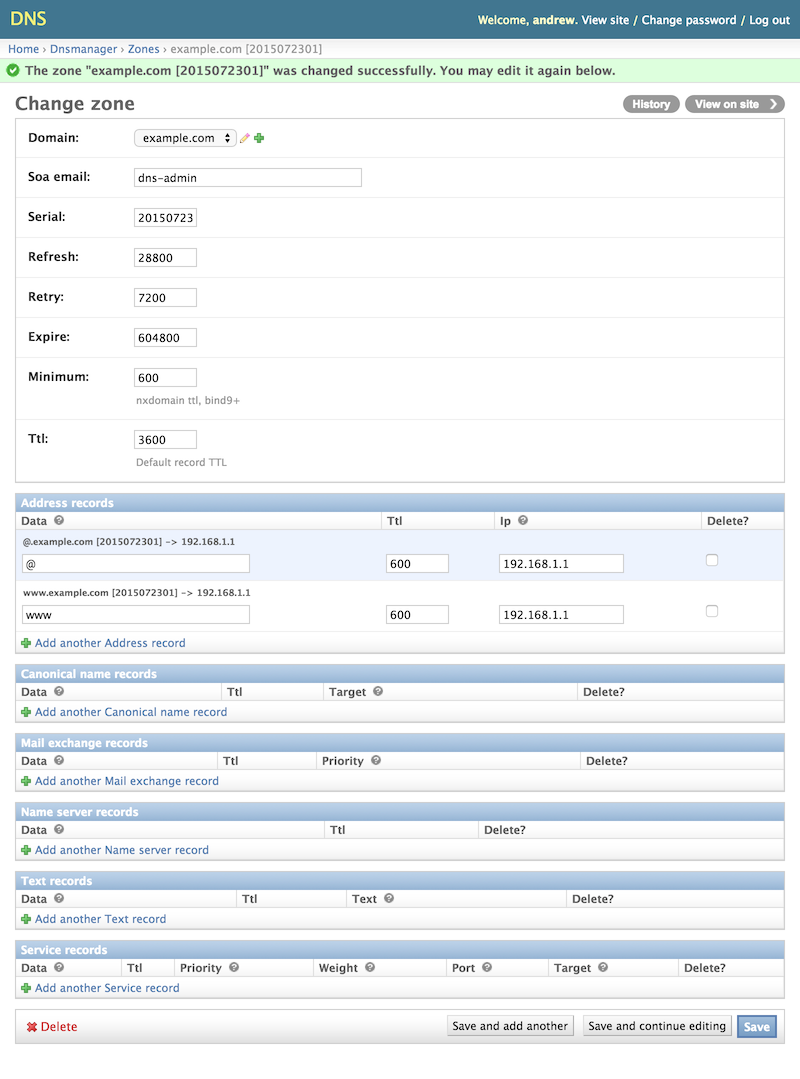 DNS
Welcome, andrew. View site / Change password / Log out
Home › Dnsmanager › Zones › example.com [2015072301]
The zone "example.com [2015072301]" was changed successfully. You may edit it again below.
Change zone
History
View on site
Domain: example.com
Soa email: dns-admin
Serial: 20150723
Refresh: 28800
Retry: 7200
Expire: 604800
Minimum: 600
nxdomain ttl, bind9+
Ttl: 3600
Default record TTL
Address records
Data Ttl Ip Delete?
@.example.com [2015072301] -> 192.168.1.1
@ 600 192.168.1.1
www.example.com [2015072301] -> 192.168.1.1
www 600 192.168.1.1
Add another Address record
Canonical name records
Data Ttl Target Delete?
Add another Canonical name record
Mail exchange records
Data Ttl Priority Delete?
Add another Mail exchange record
Name server records
Data Ttl Delete?
Add another Name server record
Text records
Data Ttl Text Delete?
Add another Text record
Service records
Data Ttl Priority Weight Port Target Delete?
Add another Service record
Delete
Save and add another
Save and continue editing
Save